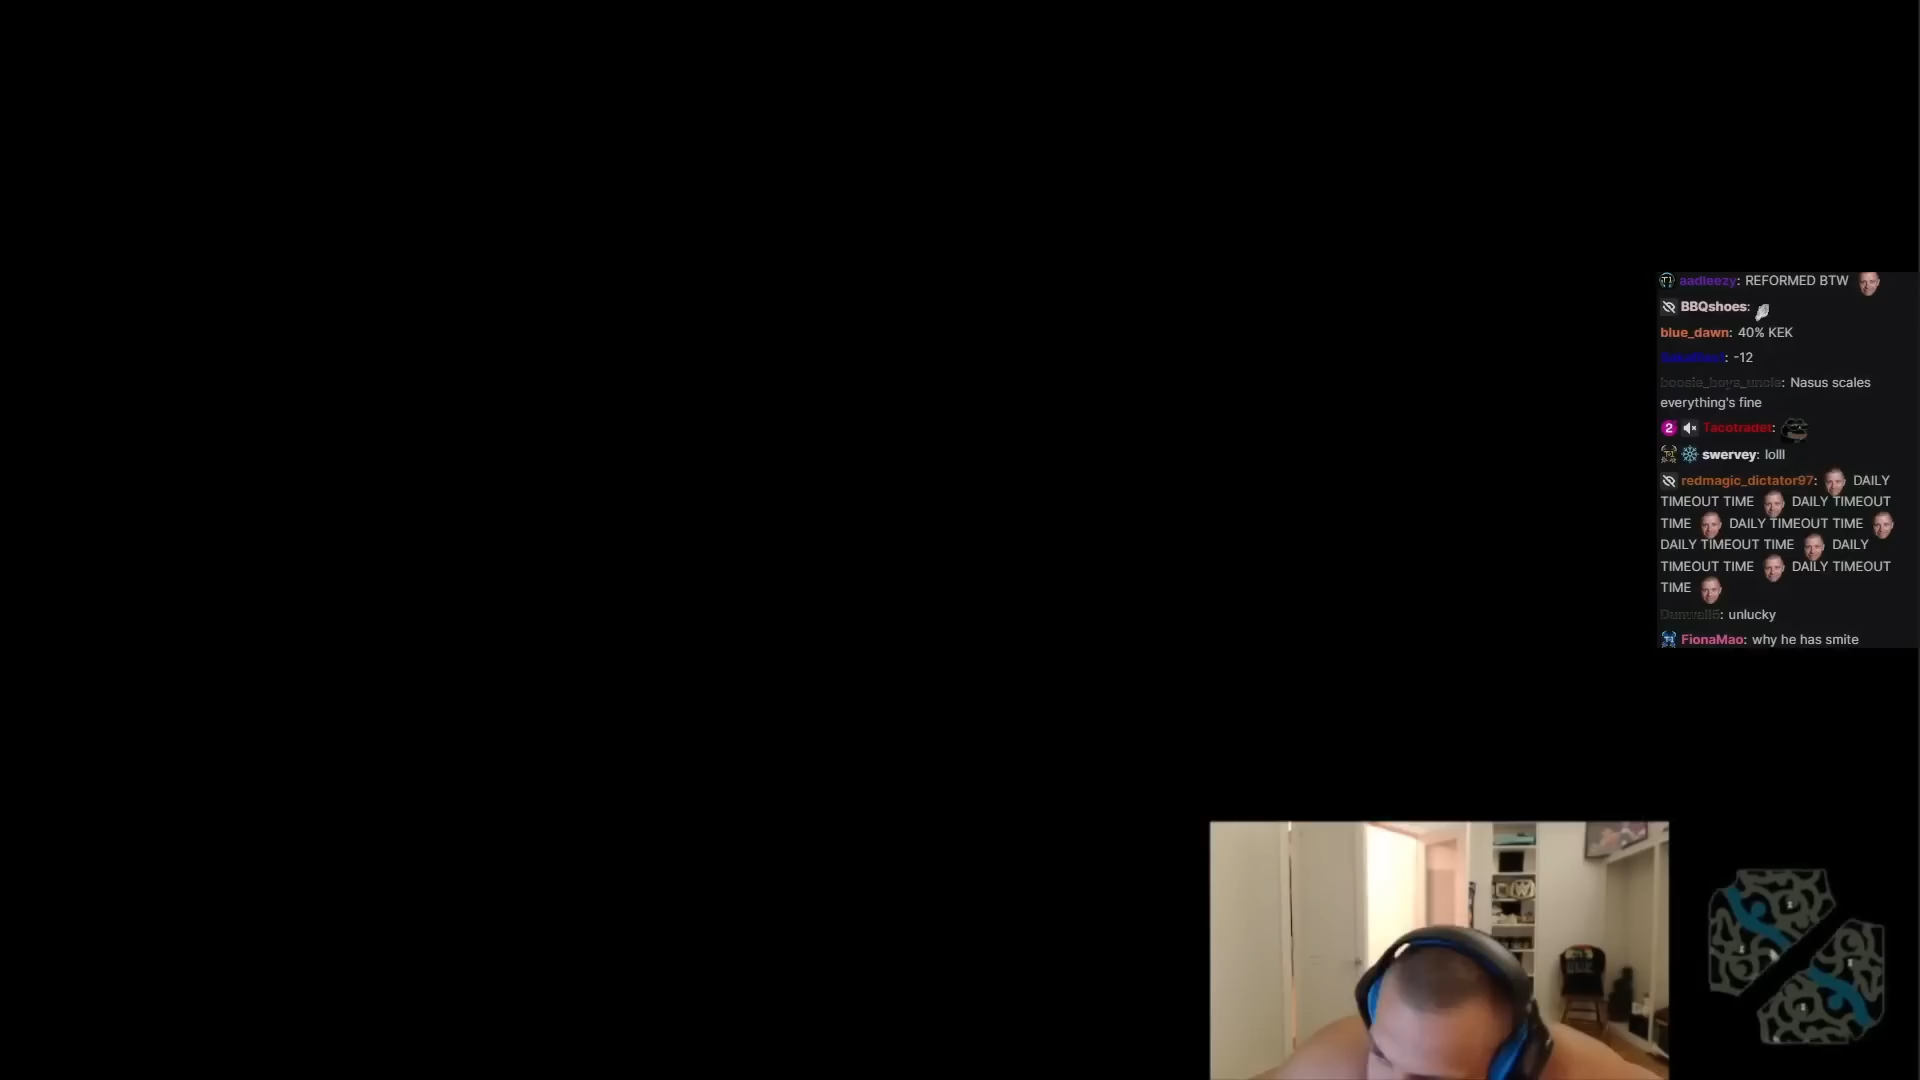 aadleezy: REFORMED BTW
BBQshoes:
blue_dawn: 40% KEK
: -12
boosie_boys_uncle: Nasus scales
everything's fine
2 Tacotrader:
swervey: lolll
redmagic_dictator97: DAILY
TIMEOUT TIME DAILY TIMEOUT
TIME DAILY TIMEOUT TIME
DAILY TIMEOUT TIME DAILY
TIMEOUT TIME DAILY TIMEOUT
TIME
: unlucky
FionaMao: why he has smite